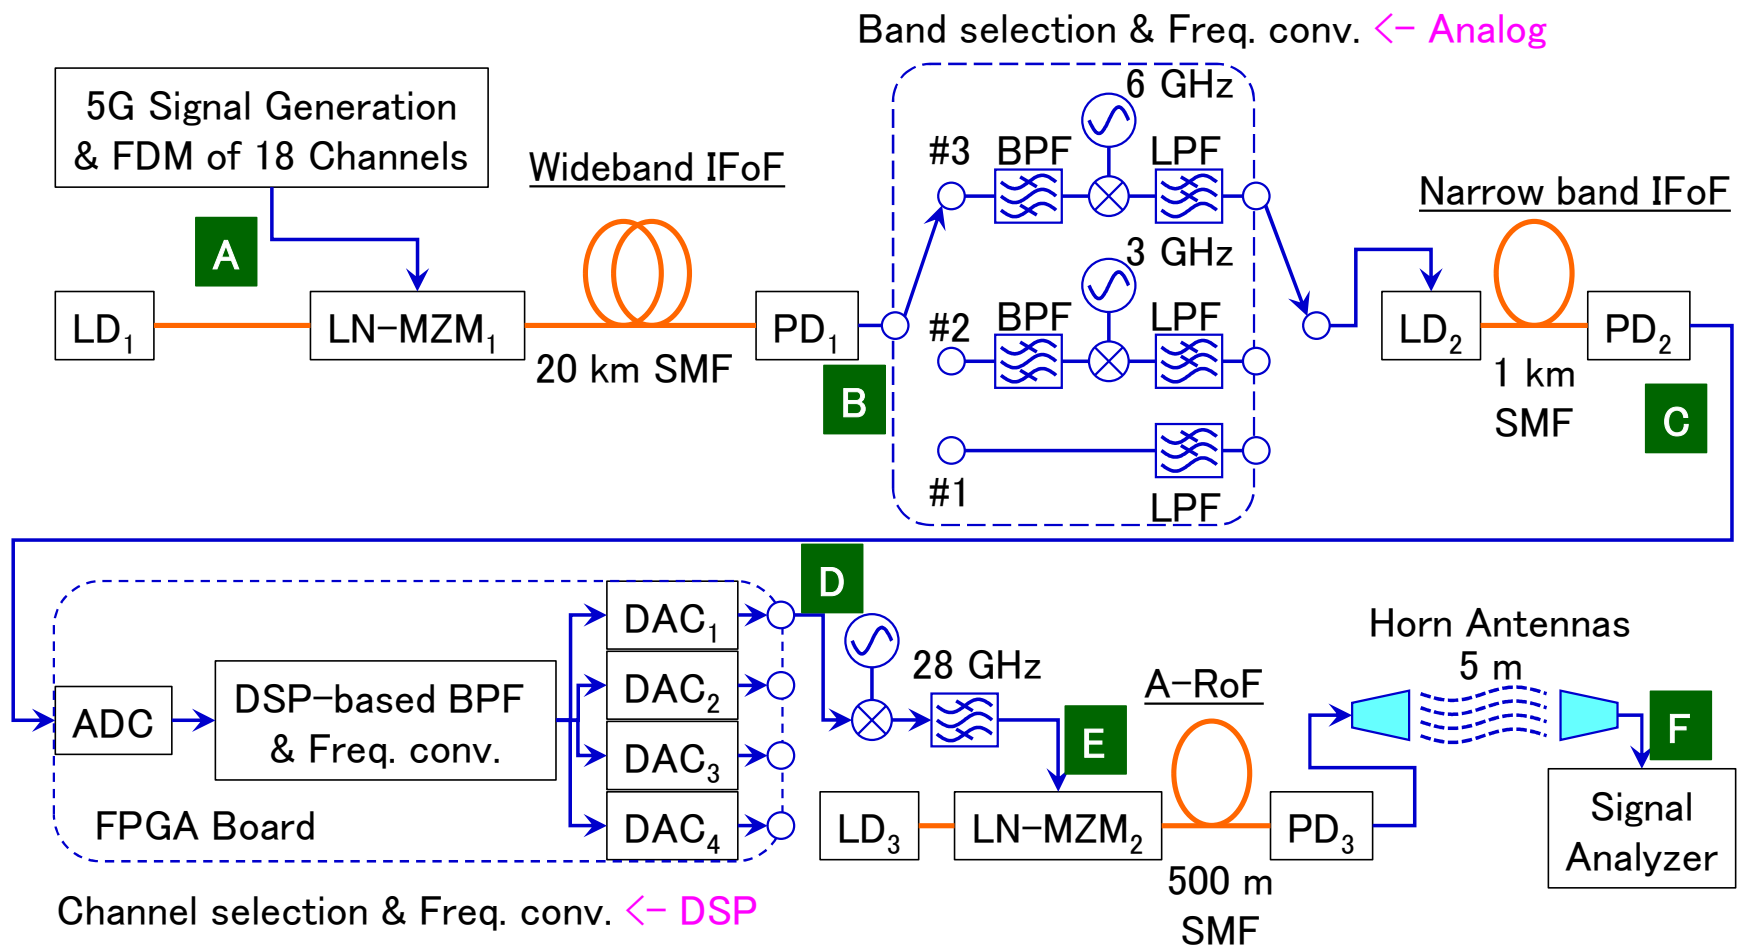 Band selection & Freq. conv. <- Analog
5G Signal Generation
& FDM of 18 Channels
Wideband IFoF
6 GHz
#3
BPF
LPF
Narrow band IFoF
A
3 GHz
LD1
LN-MZM1
20 km SMF
PD1
#2
BPF
LPF
LD2
1 km
SMF
PD2
B
C
#1
LPF
D
DAC1
DAC2
DAC3
DAC4
ADC
DSP-based BPF
& Freq. conv.
FPGA Board
28 GHz
E
A-RoF
Horn Antennas
5 m
F
LD3
LN-MZM2
500 m
SMF
PD3
Signal
Analyzer
Channel selection & Freq. conv. <- DSP